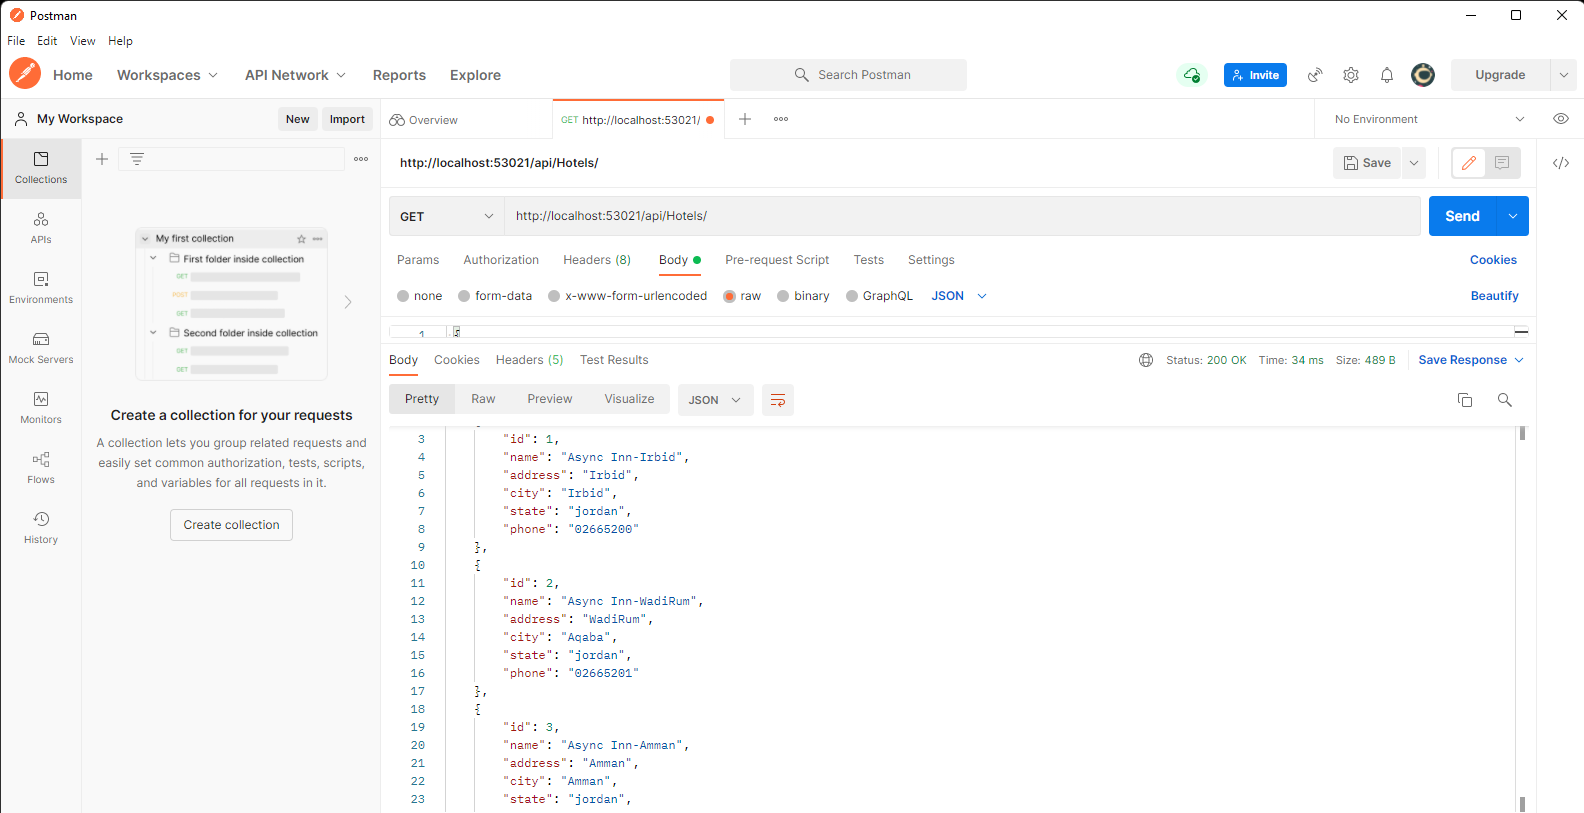 Postman
File Edit View Help
Home Workspaces API Network Reports Explore Search Postman Invite Upgrade
My Workspace New Import Overview GET http://localhost:53021/ No Environment
http://localhost:53021/api/Hotels/ Save
GET http://localhost:53021/api/Hotels/ Send
Params Authorization Headers (8) Body Pre-request Script Tests Settings Cookies
none form-data x-www-form-urlencoded raw binary GraphQL JSON Beautify
1 {
Collections
APIs
Environments
Mock Servers
Monitors
Flows
History
My first collection
First folder inside collection
GET
POST
GET
Second folder inside collection
GET
GET
Create a collection for your requests
A collection lets you group related requests and
easily set common authorization, tests, scripts,
and variables for all requests in it.
Create collection
Body Cookies Headers (5) Test Results Status: 200 OK Time: 34 ms Size: 489 B Save Response
Pretty Raw Preview Visualize JSON
3 "id": 1,
4 "name": "Async Inn-Irbid",
5 "address": "Irbid",
6 "city": "Irbid",
7 "state": "jordan",
8 "phone": "02665200"
9 },
10 {
11 "id": 2,
12 "name": "Async Inn-WadiRum",
13 "address": "WadiRum",
14 "city": "Aqaba",
15 "state": "jordan",
16 "phone": "02665201"
17 },
18 {
19 "id": 3,
20 "name": "Async Inn-Amman",
21 "address": "Amman",
22 "city": "Amman",
23 "state": "jordan",